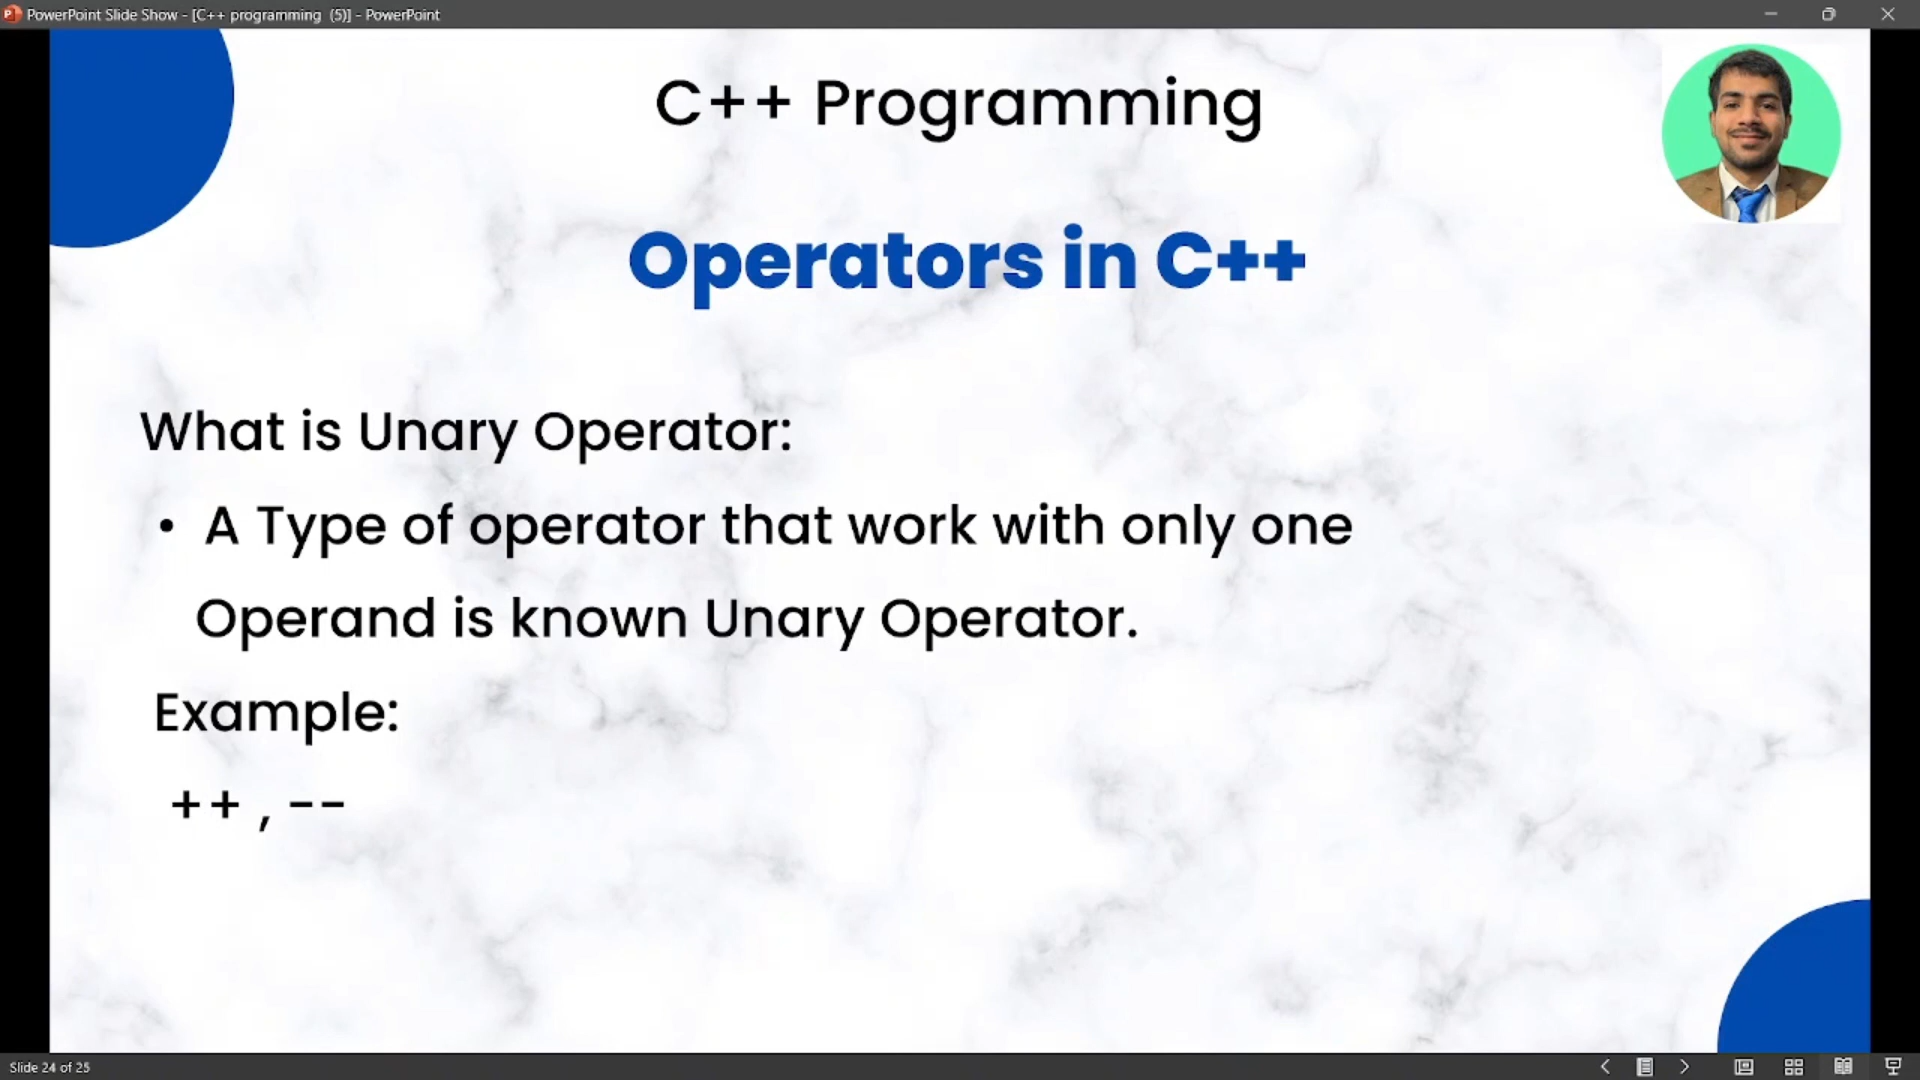 PowerPoint Slide Show - [C++ programming  (5)] - PowerPoint
C++ Programming
Operators in C++
What is Unary Operator:
• A Type of operator that work with only one
Operand is known Unary Operator.
Example:
++ , --
Slide 24 of 25